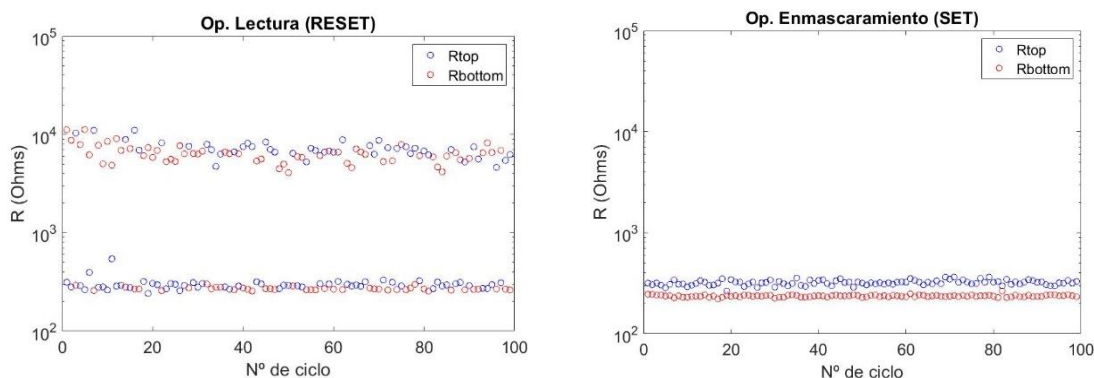 Op. Lectura (RESET)
10^5
10^4
10^3
10^2
R (Ohms)
0
20
40
60
80
100
Nº de ciclo
Rtop
Rbottom
Op. Enmascaramiento (SET)
10^5
10^4
10^3
10^2
R (Ohms)
0
20
40
60
80
100
Nº de ciclo
Rtop
Rbottom